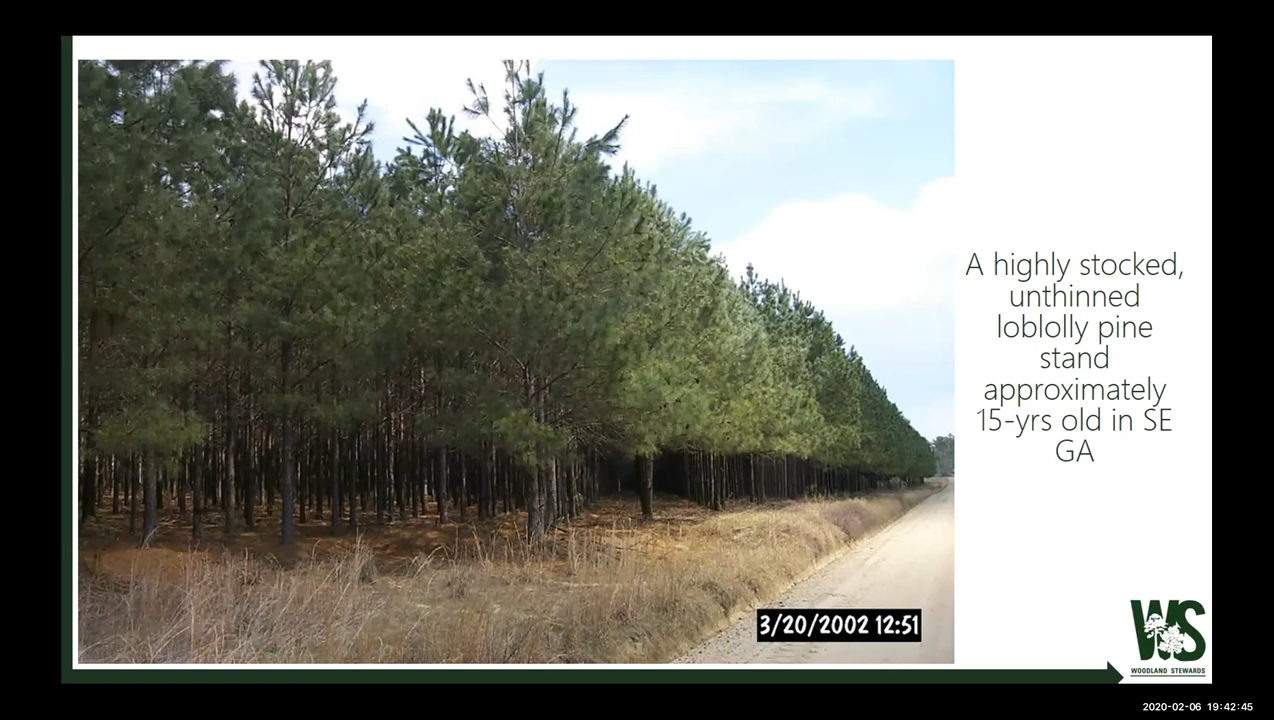 A highly stocked,
unthinned
loblolly pine
stand
approximately
15-yrs old in SE
GA
3/20/2002 12:51
WS
WOODLAND STEWARDS
2020-02-06 19:42:45